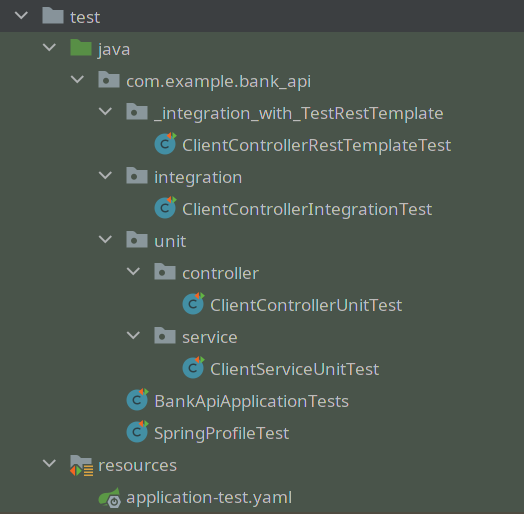 test
java
com.example.bank_api
_integration_with_TestRestTemplate
ClientControllerRestTemplateTest
integration
ClientControllerIntegrationTest
unit
controller
ClientControllerUnitTest
service
ClientServiceUnitTest
BankApiApplicationTests
SpringProfileTest
resources
application-test.yaml